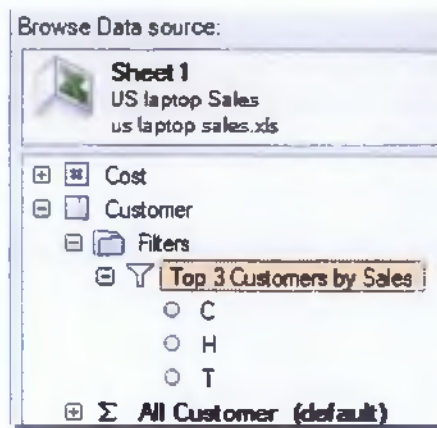 Browse Data source:
Sheet 1
US laptop Sales
us laptop sales.xls
Cost
Customer
Filters
Top 3 Customers by Sales
C
H
T
Σ All Customer (default)